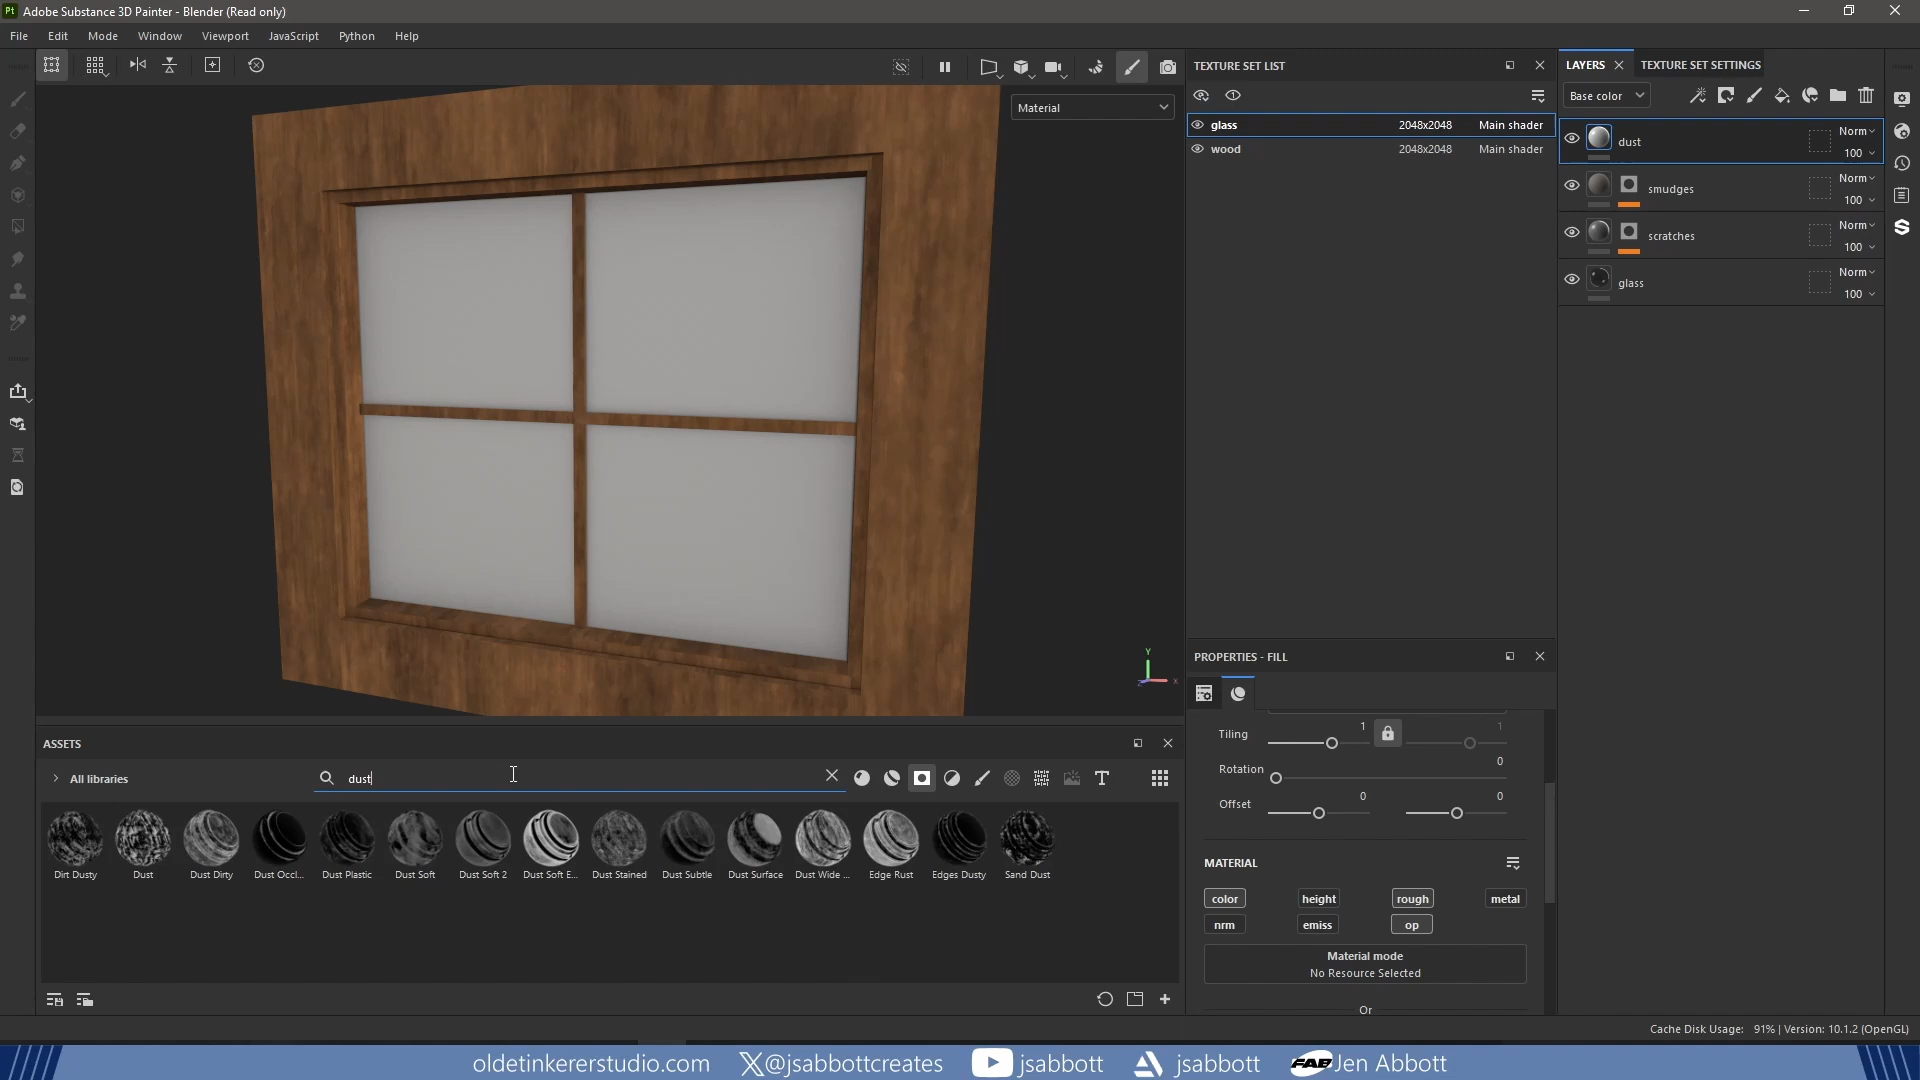 Pt Adobe Substance 3D Painter - Blender (Read only)
File Edit Mode Window Viewport JavaScript Python Help
Material
TEXTURE SET LIST
glass 2048x2048 Main shader
wood 2048x2048 Main shader
LAYERS TEXTURE SET SETTINGS
Base color
dust Norm 100
smudges Norm 100
scratches Norm 100
glass Norm 100
Y
X
Z
ASSETS
All libraries
dust
Dirt Dusty
Dust
Dust Dirty
Dust Occl...
Dust Plastic
Dust Soft
Dust Soft 2
Dust Soft E...
Dust Stained
Dust Subtle
Dust Surface
Dust Wide ...
Edge Rust
Edges Dusty
Sand Dust
PROPERTIES - FILL
Tiling 1 1
Rotation 0
Offset 0 0
MATERIAL
color height rough metal
nrm emiss op
Material mode
No Resource Selected
Or
Cache Disk Usage: 91% | Version: 10.1.2 (OpenGL)
oldetinkererstudio.com X@jsabbottcreates jsabbott jsabbott FAB Jen Abbott